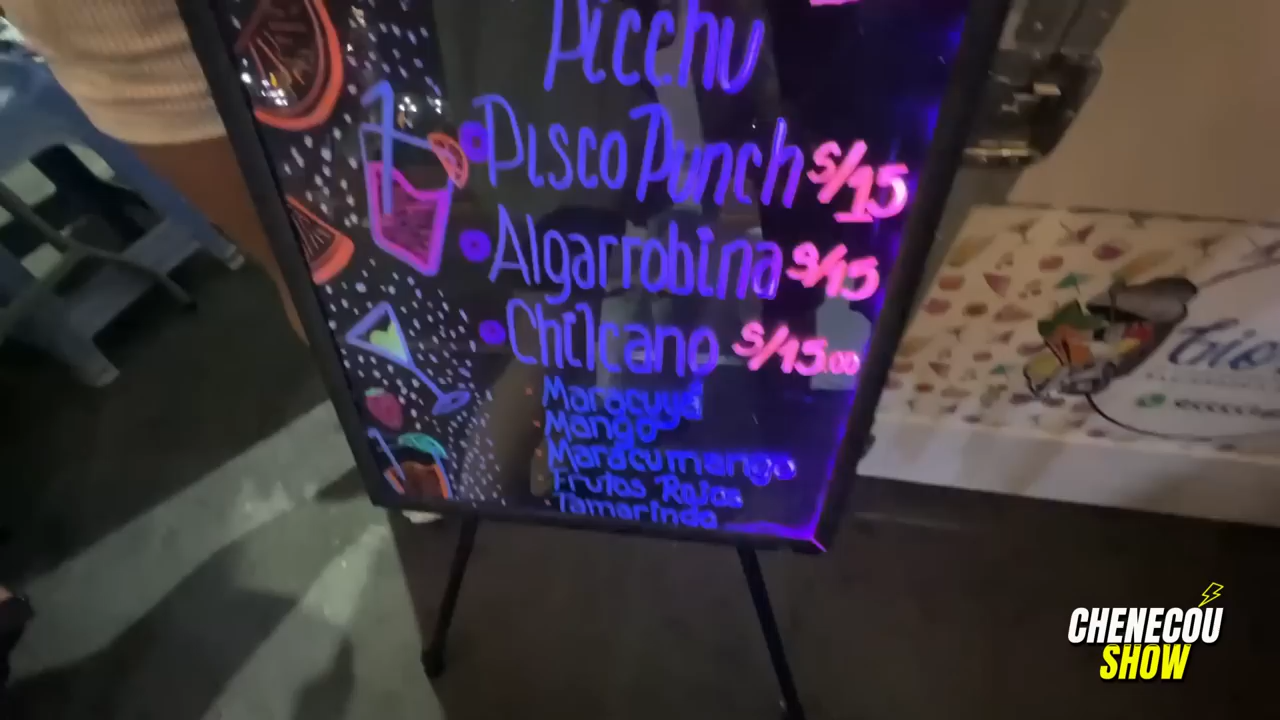 Picchu
Pisco Punch S/15
Algarrobina S/15
Chilcano S/15.00
Maracuyá
Mango
Maracumango
Frutos Rojos
Tamarindo
CHENECOU
SHOW